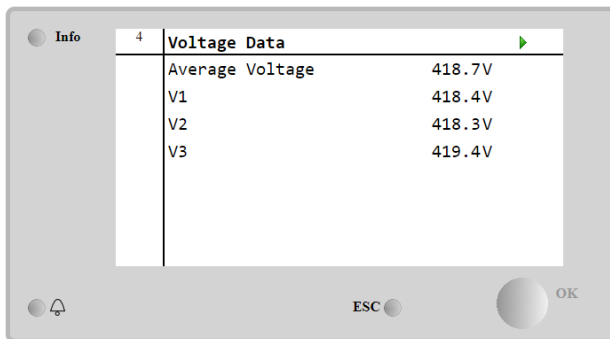 Info
4 Voltage Data
Average Voltage 418.7V
V1 418.4V
V2 418.3V
V3 419.4V
ESC
OK